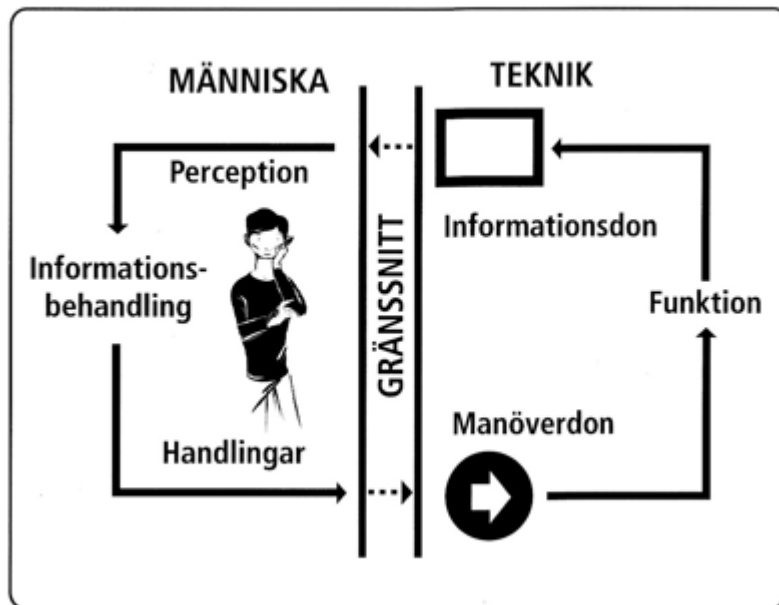 MÄNNISKA
TEKNIK
Perception
Informationsdon
Informations-
behandling
GRÄNSSNITT
Funktion
Manöverdon
Handlingar